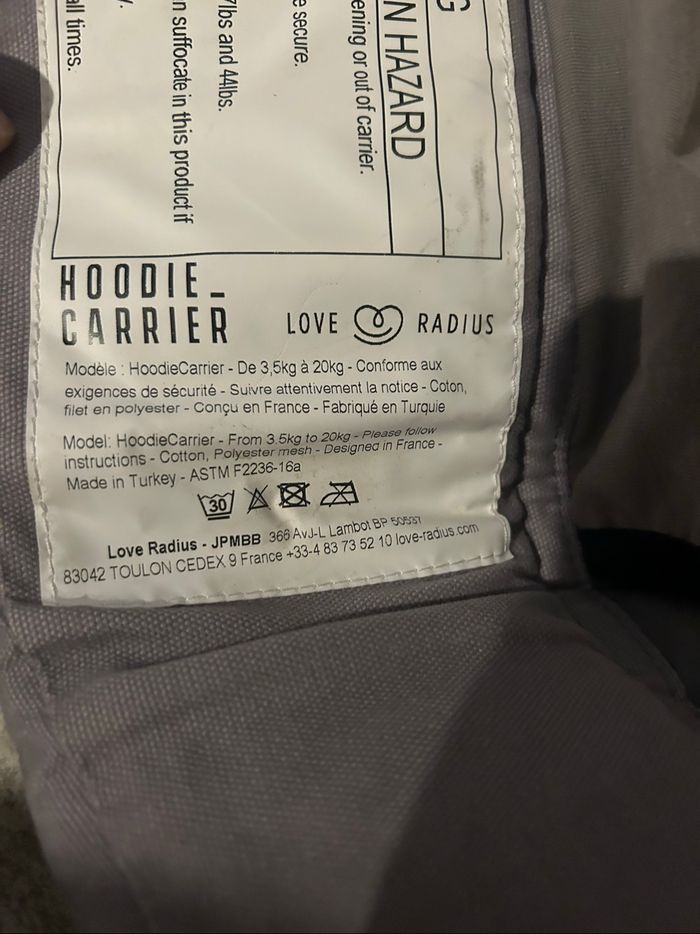 G
N HAZARD
ening or out of carrier.
e secure.
7lbs and 44lbs.
n suffocate in this product if
y.
all times.
HOODIE_
CARRIER
LOVE RADIUS
Modèle : HoodieCarrier - De 3,5kg à 20kg - Conforme aux
exigences de sécurité - Suivre attentivement la notice - Coton,
filet en polyester - Conçu en France - Fabriqué en Turquie
Model: HoodieCarrier - From 3.5kg to 20kg - Please follow
instructions - Cotton, Polyester mesh - Designed in France -
Made in Turkey - ASTM F2236-16a
30
Love Radius - JPMBB 366 AvJ-L Lambot BP 50537
83042 TOULON CEDEX 9 France +33-4 83 73 52 10 love-radius.com